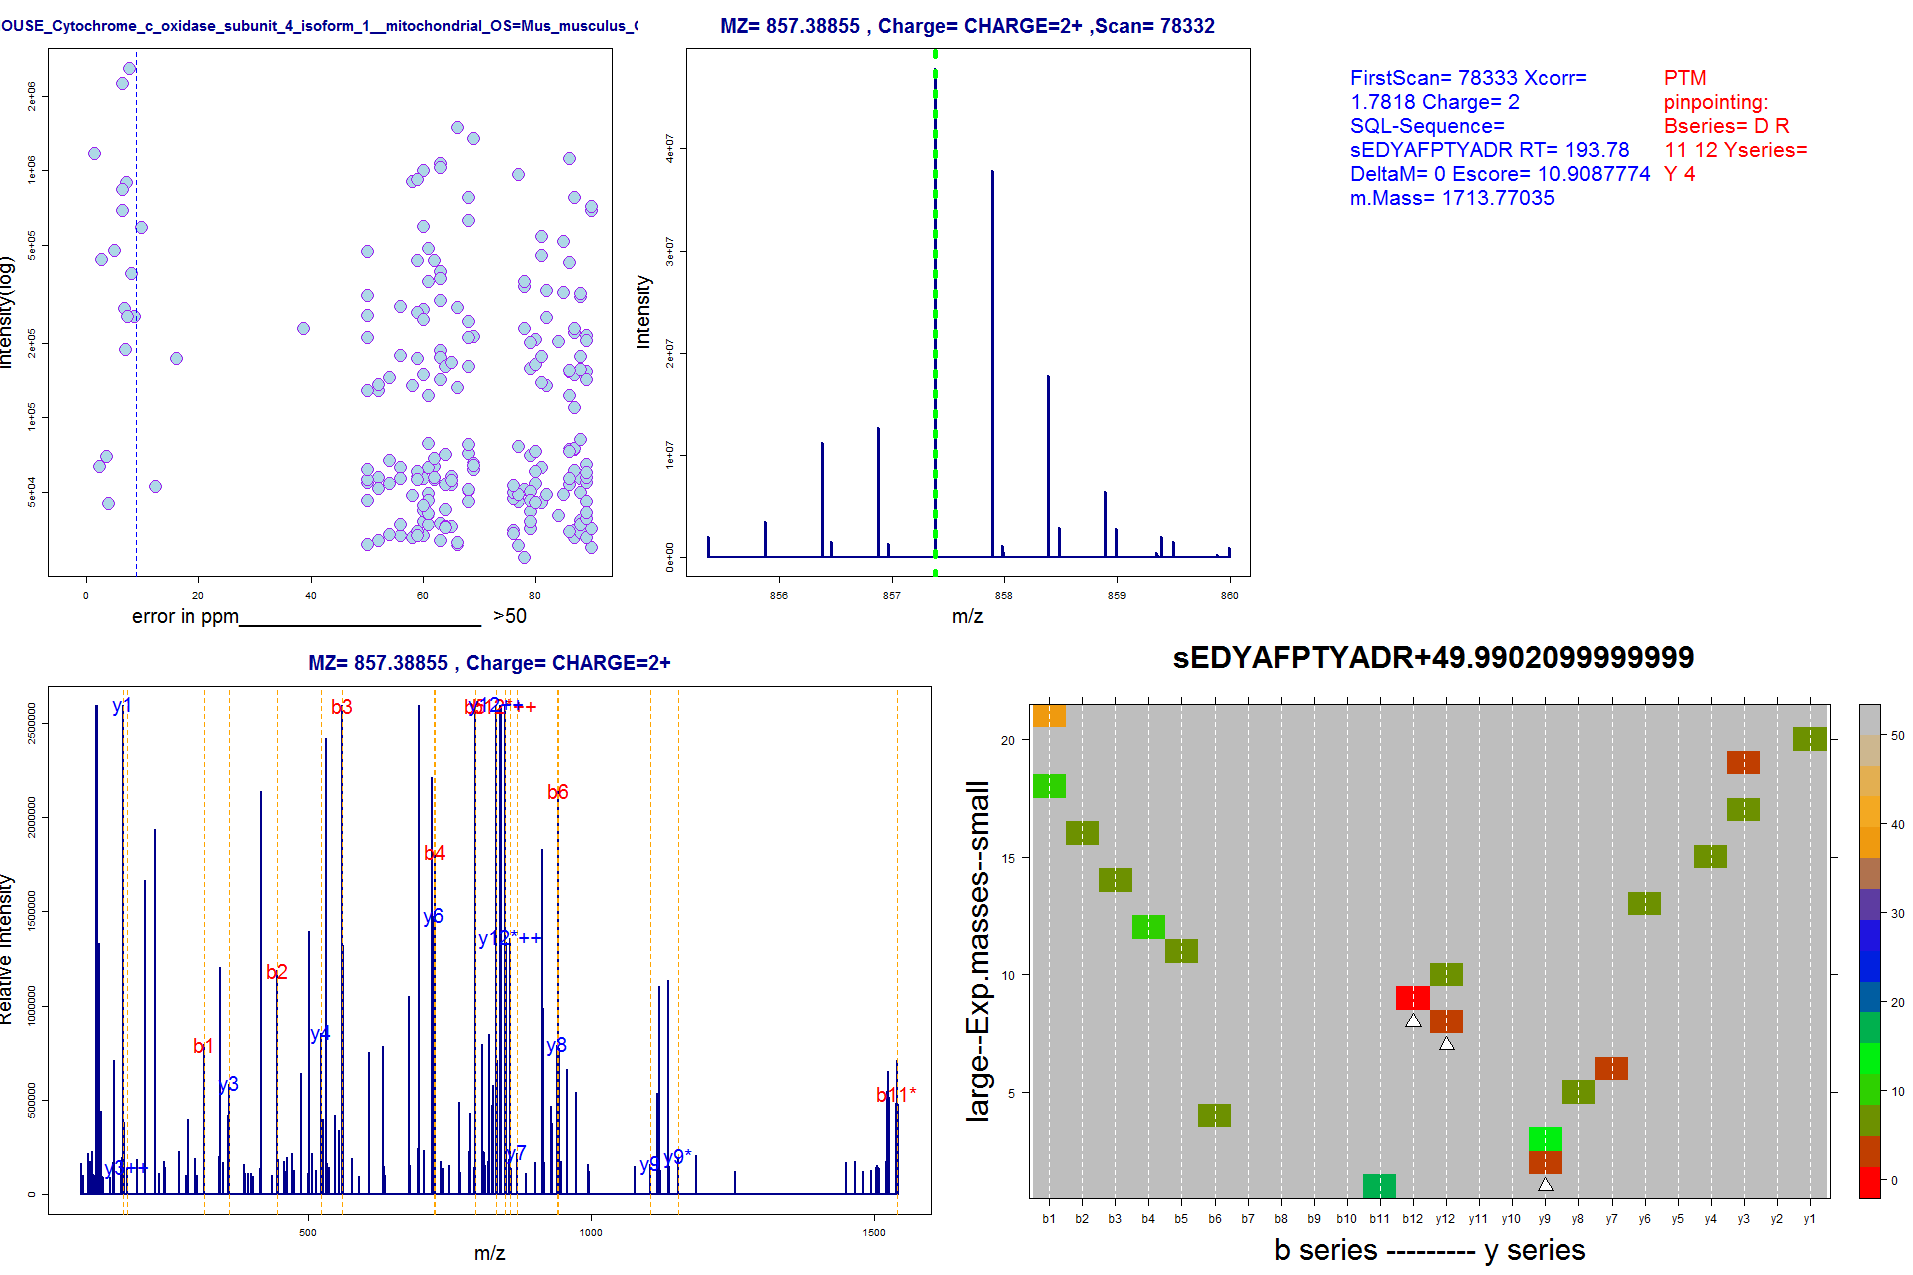 OUSE_Cytochrome_c_oxidase_subunit_4_isoform_1__mitochondrial_OS=Mus_musculus_
MZ= 857.38855 , Charge= CHARGE=2+ ,Scan= 78332
FirstScan= 78333 Xcorr=
1.7818 Charge= 2
SQL-Sequence=
sEDYAFPTYADR RT= 193.78
DeltaM= 0 Escore= 10.9087774
m.Mass= 1713.77035
PTM
pinpointing:
Bseries= D R
11 12 Yseries=
Y 4
Intensity(log)
2e+06
1e+06
5e+05
2e+05
1e+05
5e+04
0 20 40 60 80
error in ppm______________________ >50
Intensity
4e+07
3e+07
2e+07
1e+07
0e+00
856 857 858 859 860
m/z
MZ= 857.38855 , Charge= CHARGE=2+
Relative Intensity
2500000
2000000
1500000
1000000
500000
0
y1
b3
b6
b4
y6
y12*++
b2
y4
b1
y8
y3
b11*
y7
y3++
y9
y9*
500 1000 1500
m/z
sEDYAFPTYADR+49.9902099999999
large--Exp.masses--small
20
15
10
5
b1 b2 b3 b4 b5 b6 b7 b8 b9 b10 b11 b12 y12 y11 y10 y9 y8 y7 y6 y5 y4 y3 y2 y1
b series --------- y series
50
40
30
20
10
0